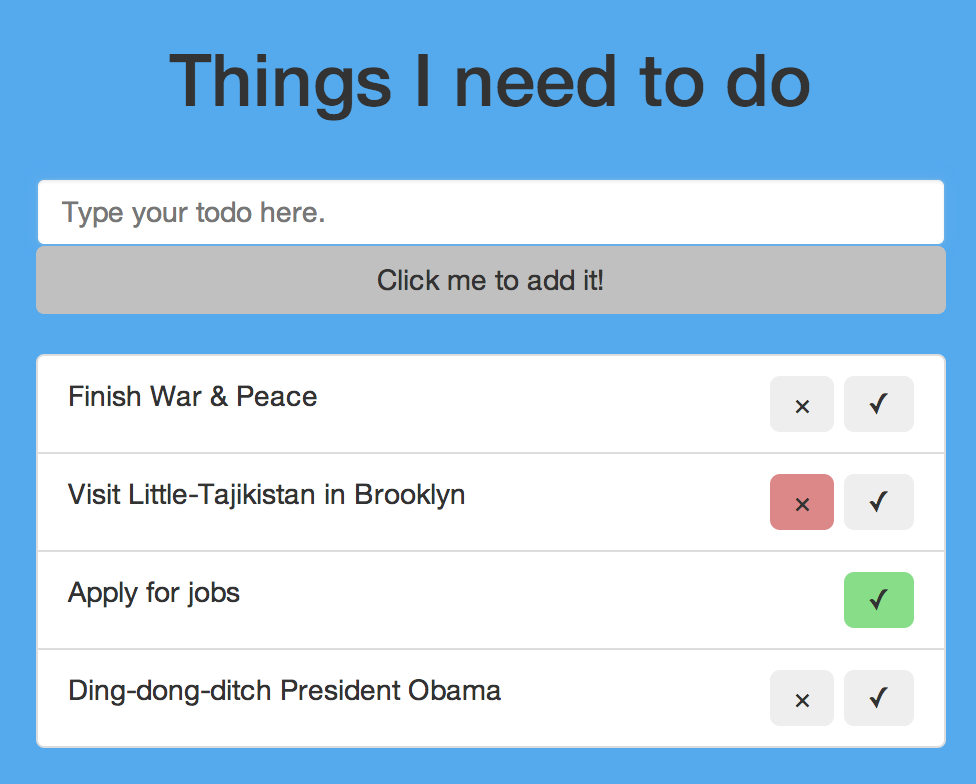 Things I need to do
Type your todo here.
Click me to add it!
Finish War & Peace × ✓
Visit Little-Tajikistan in Brooklyn × ✓
Apply for jobs ✓
Ding-dong-ditch President Obama × ✓